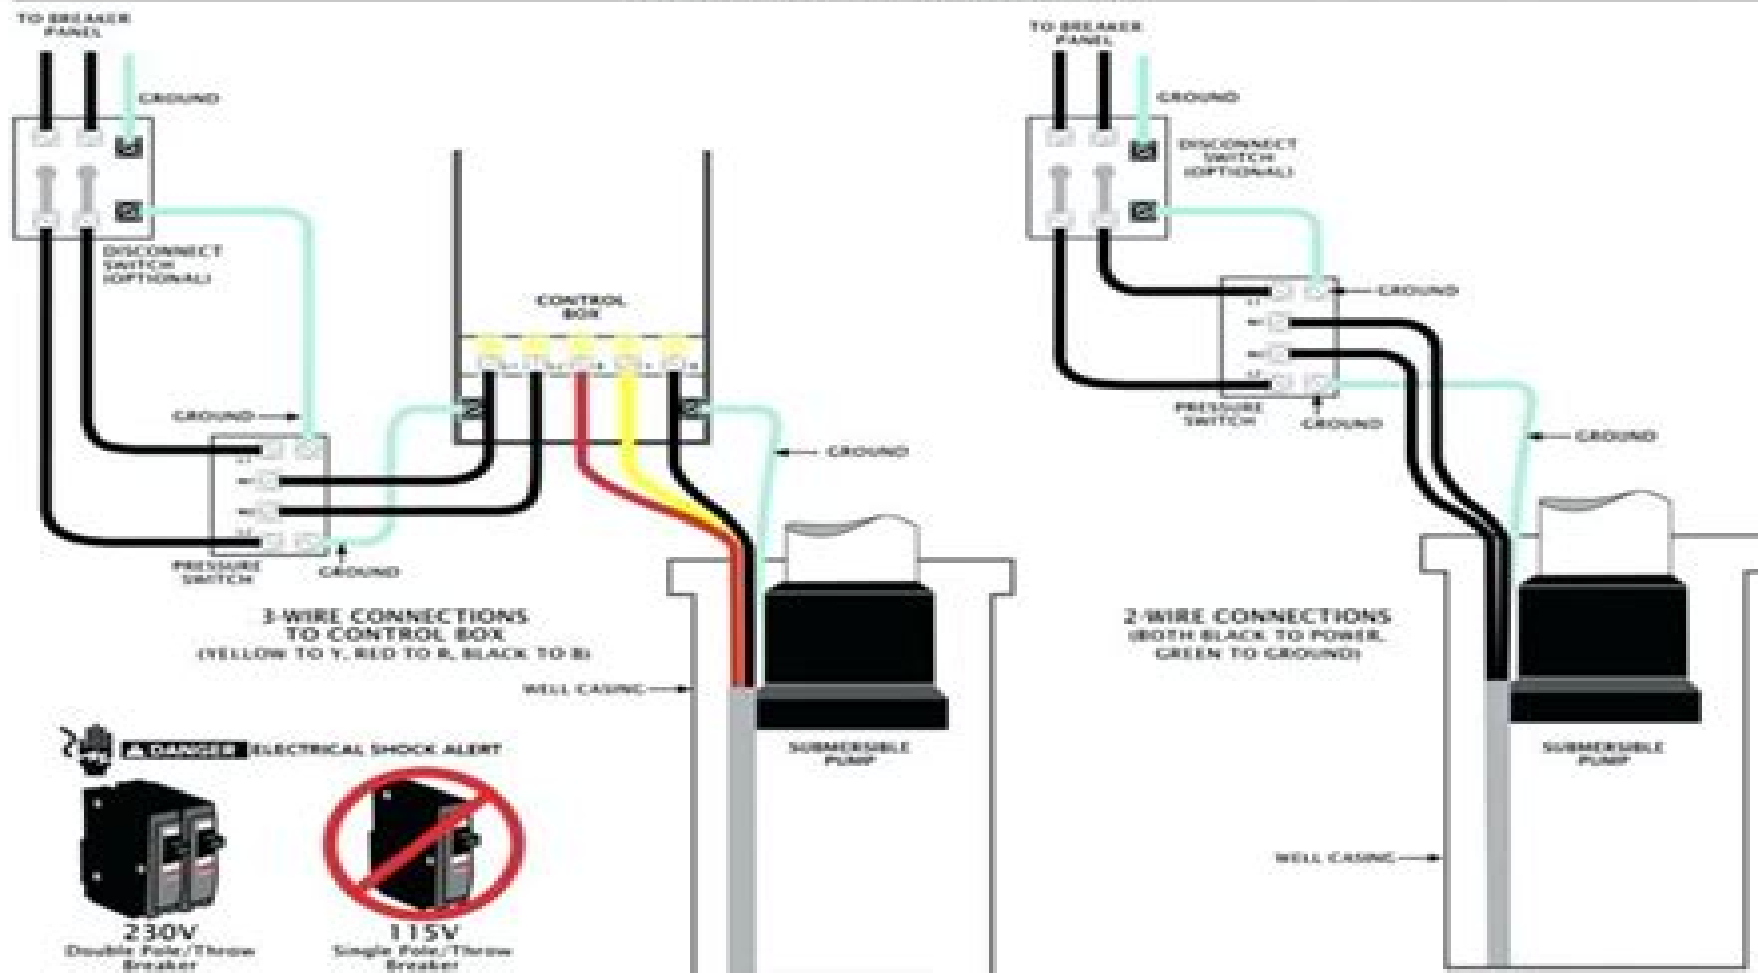 TO BREAKER
PANEL
GROUND
DISCONNECT
SWITCH
(OPTIONAL)
CONTROL
BOX
GROUND
GROUND
PRESSURE
SWITCH
GROUND
3-WIRE CONNECTIONS
TO CONTROL BOX
(YELLOW TO Y, RED TO R, BLACK TO B)
WELL CASING
SUBMERSIBLE
PUMP
DANGER ELECTRICAL SHOCK ALERT
230V
Double Pole/Throw
Breaker
115V
Single Pole/Throw
Breaker
TO BREAKER
PANEL
GROUND
DISCONNECT
SWITCH
(OPTIONAL)
GROUND
PRESSURE
SWITCH
GROUND
GROUND
2-WIRE CONNECTIONS
(BOTH BLACK TO POWER,
GREEN TO GROUND)
SUBMERSIBLE
PUMP
WELL CASING